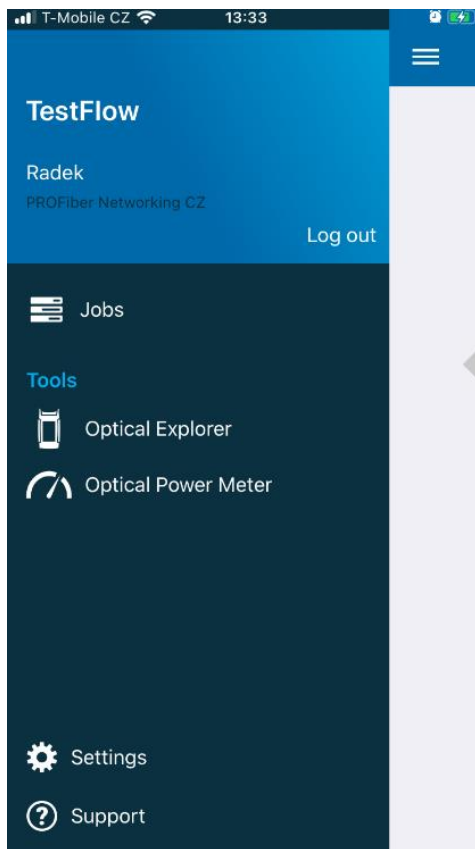 T-Mobile CZ 13:33
TestFlow
Radek
PROFiber Networking CZ
Log out
Jobs
Tools
Optical Explorer
Optical Power Meter
Settings
Support